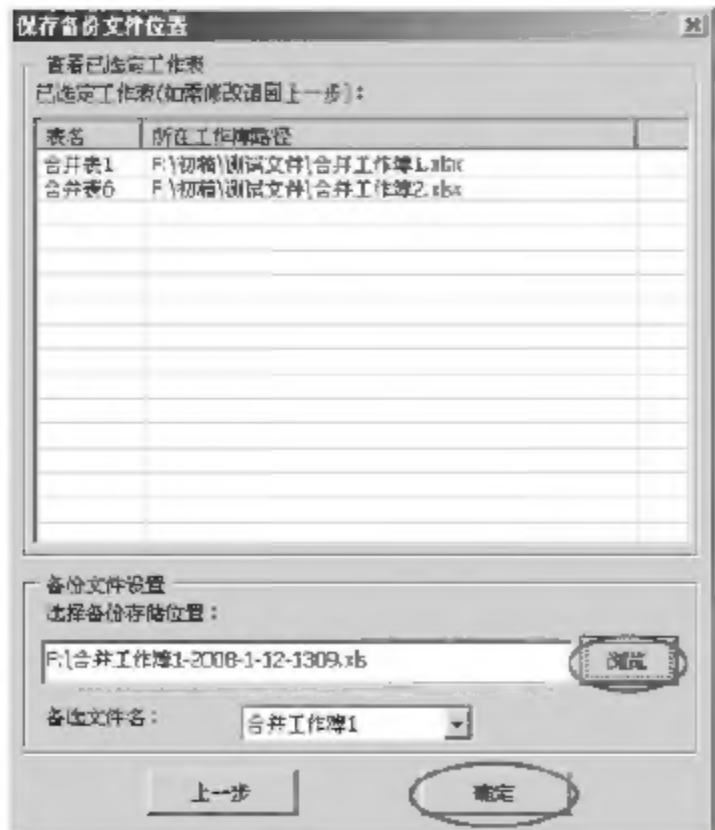 保存备份文件位置
查看已选定工作表
已选定工作表(如需修改请回上一步)：
表名 所在工作簿路径
合并表1 F:\初稿\测试文件\合并工作簿1.xlsx
合并表6 F:\初稿\测试文件\合并工作簿2.xlsx
备份文件设置
选择备份存储位置：
F:\合并工作簿1-2008-1-12-1309.xls
浏览
备选文件名：
合并工作簿1
上一步 确定